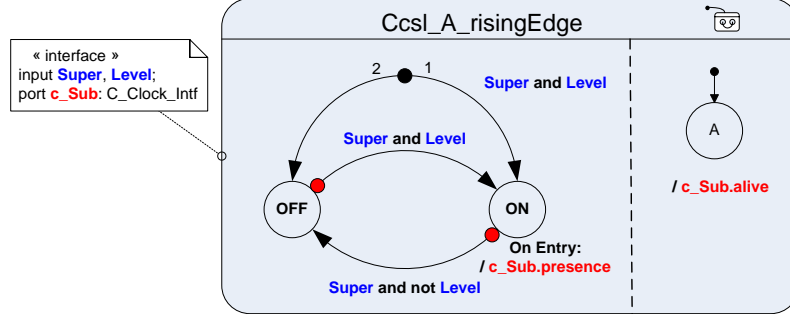 Ccsl_A_risingEdge
« interface »
input Super, Level;
port c_Sub: C_Clock_Intf
2 1
Super and Level
Super and Level
OFF
ON
A
/ c_Sub.alive
On Entry:
/ c_Sub.presence
Super and not Level